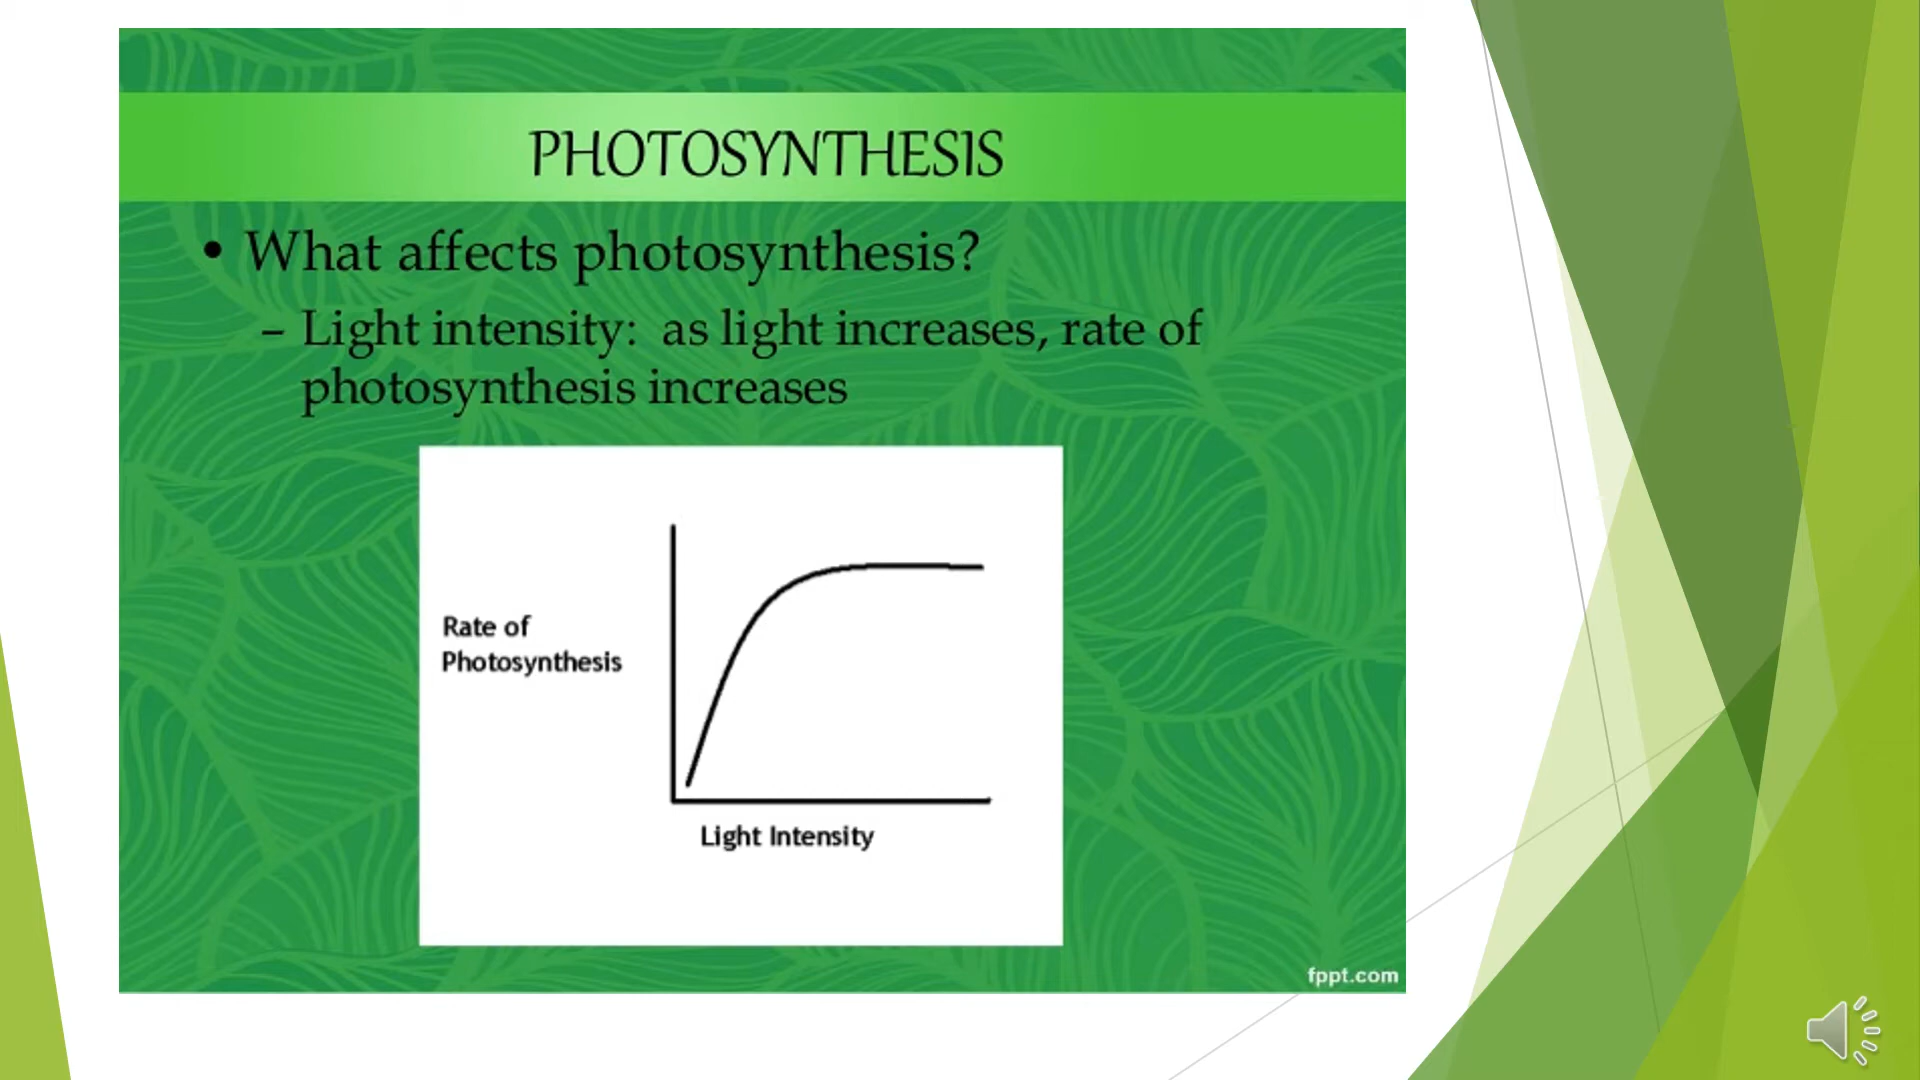 PHOTOSYNTHESIS
• What affects photosynthesis?
– Light intensity:  as light increases, rate of
photosynthesis increases
Rate of
Photosynthesis
Light Intensity
fppt.com